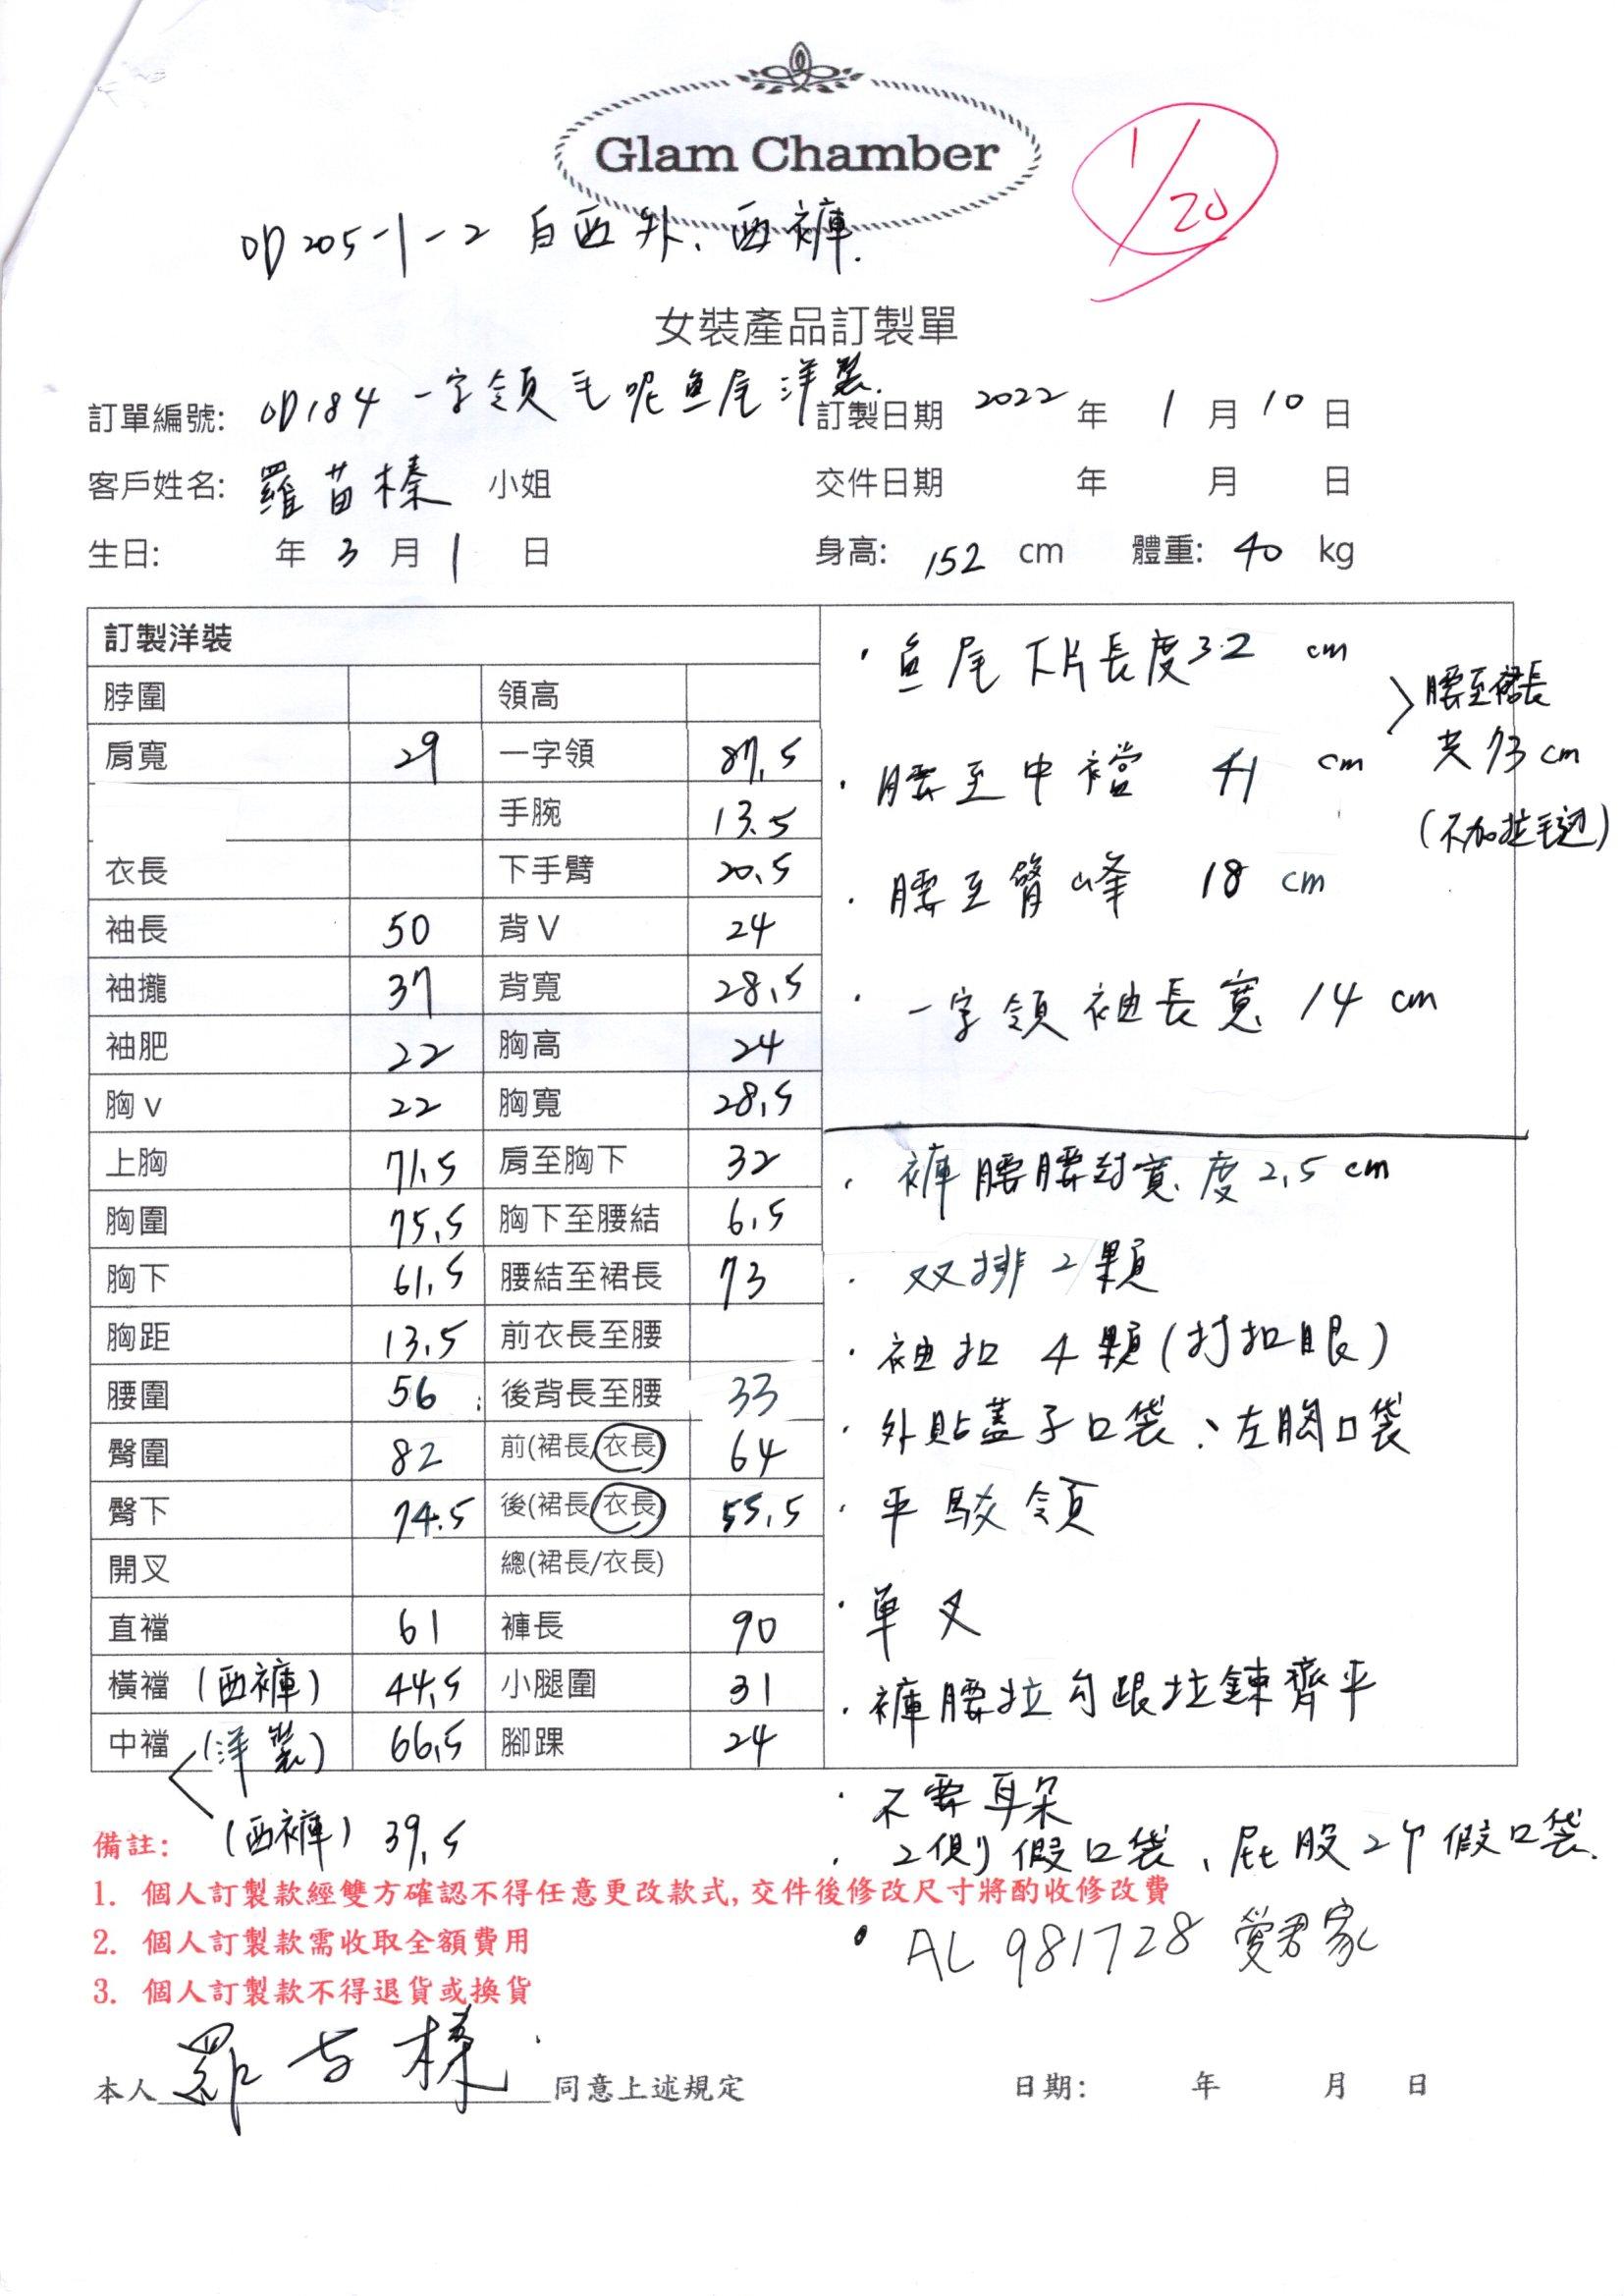 Glam Chamber
1/20
OD205-1-2 白西外、西褲.
女裝產品訂製單
訂單編號: OD184 一字領毛呢魚尾洋裝. 訂製日期 2022 年 1 月 10 日
客戶姓名: 羅苗榛 小姐 交件日期 年 月 日
生日: 年 3 月 1 日 身高: 152 cm 體重: 40 kg
訂製洋裝
脖圍 領高
肩寬 29 一字領 87.5
手腕 13.5
衣長 下手臂 20.5
袖長 50 背V 24
袖攏 37 背寬 28.5
袖肥 22 胸高 24
胸v 22 胸寬 28.5
上胸 71.5 肩至胸下 32
胸圍 75.5 胸下至腰結 6.5
胸下 61.5 腰結至裙長 73
胸距 13.5 前衣長至腰
腰圍 56 後背長至腰 33
臀圍 82 前(裙長/衣長) 64
臀下 74.5 後(裙長/衣長) 55.5
開叉 總(裙長/衣長)
直襠 61 褲長 90
橫襠 (西褲) 44.5 小腿圍 31
中襠 (洋裝) 66.5 腳踝 24
(西褲) 39.5
・魚尾下片長度32 cm
・腰至中襠 41 cm
腰至裙長
共73cm
(不加拉毛边)
・腰至臀峰 18 cm
・一字領袖長寬 14 cm
・褲腰腰封寬度2.5 cm
・双排2顆
・袖扣4顆(打扣眼)
・外貼蓋子口袋、左胸口袋
・平駁領
・單叉
・褲腰拉勾跟拉鍊齊平
・不要耳朵
・2側假口袋、屁股2个假口袋.
・AL981728 愛君家
備註:
1. 個人訂製款經雙方確認不得任意更改款式,交件後修改尺寸將酌收修改費
2. 個人訂製款需收取全額費用
3. 個人訂製款不得退貨或換貨
本人 羅苗榛 同意上述規定 日期: 年 月 日